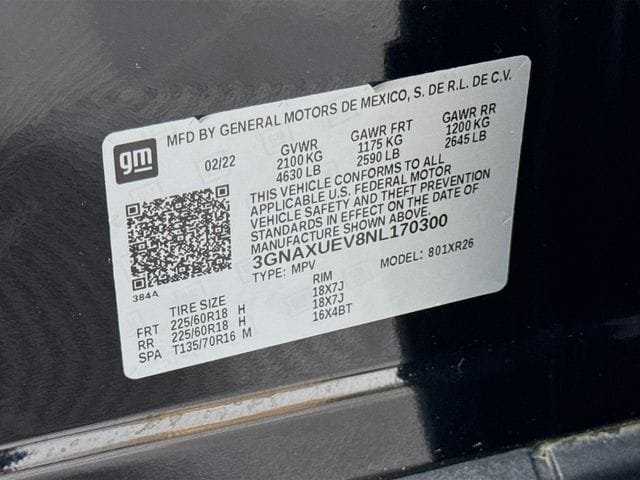 MFD BY GENERAL MOTORS DE MEXICO, S. DE R.L. DE C.V.
gm
02/22 GVWR GAWR FRT GAWR RR
2100 KG 1175 KG 1200 KG
4630 LB 2590 LB 2645 LB
THIS VEHICLE CONFORMS TO ALL
APPLICABLE U.S. FEDERAL MOTOR
VEHICLE SAFETY AND THEFT PREVENTION
STANDARDS IN EFFECT ON THE DATE OF
MANUFACTURE SHOWN ABOVE.
3GNAXUEV8NL170300
TYPE: MPV MODEL: 801XR26
384A
TIRE SIZE RIM
FRT 225/60R18 H 18X7J
RR 225/60R18 H 18X7J
SPA T135/70R16 M 16X4BT